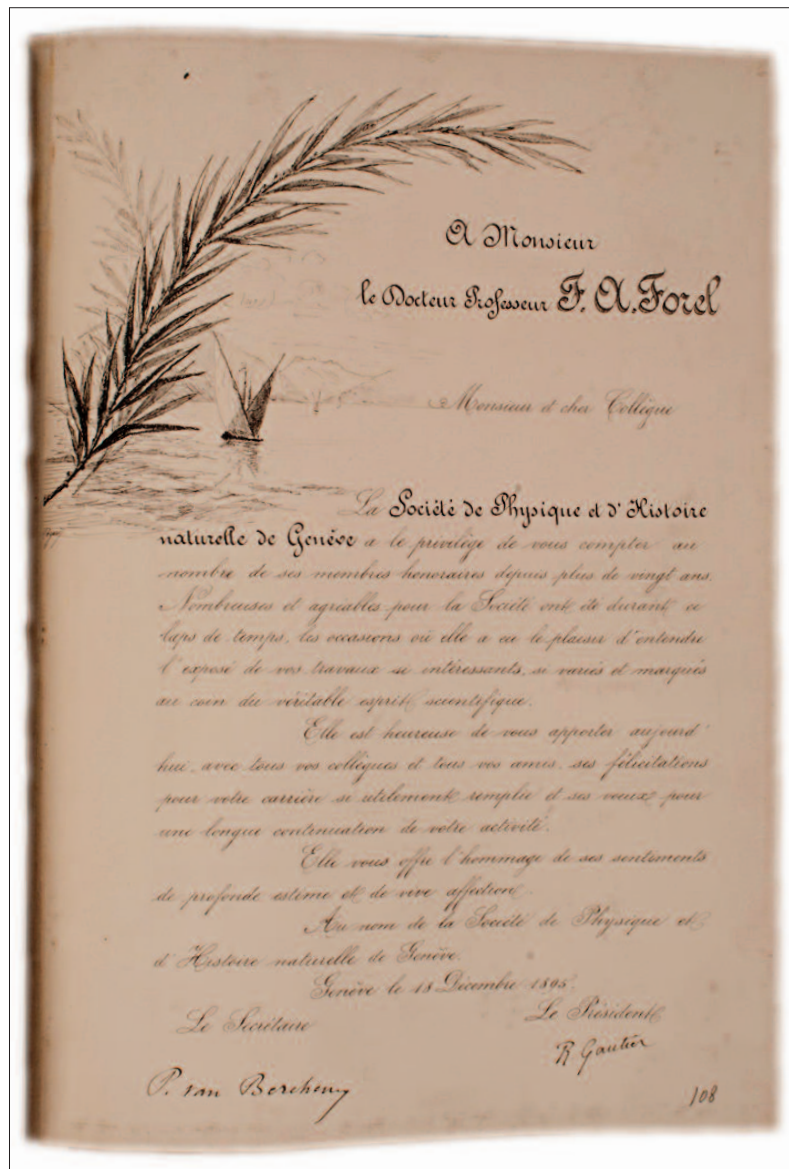 A Monsieur
le Docteur Professeur F. A. Forel
Monsieur et cher Collègue
La Société de Physique et d'Histoire
naturelle de Genève a le privilège de vous compter au
nombre de ses membres honoraires depuis plus de vingt ans.
Nombreuses et agréables pour la Société ont été durant ce
laps de temps, les occasions où elle a eu le plaisir d'entendre
l'exposé de vos travaux si intéressants, si variés et marqués
au coin du véritable esprit scientifique.
Elle est heureuse de vous apporter aujourd'
hui, avec tous vos collègues et tous vos amis, ses félicitations
pour votre carrière si utilement remplie et ses voeux pour
une longue continuation de votre activité.
Elle vous offre l'hommage de ses sentiments
de profonde estime et de vive affection.
Au nom de la Société de Physique et
d'Histoire naturelle de Genève.
Genève le 18 Décembre 1895.
Le Président
Le Secrétaire
R Gautier
P. van Berchem
108